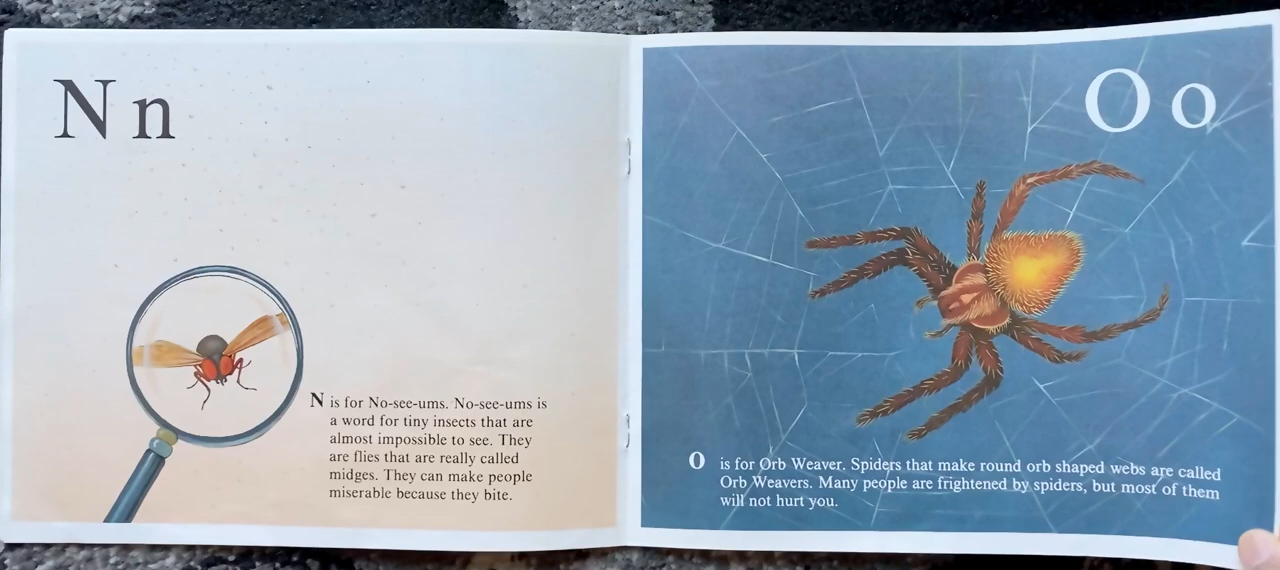 N n
N is for No-see-ums. No-see-ums is
a word for tiny insects that are
almost impossible to see. They
are flies that are really called
midges. They can make people
miserable because they bite.
O o
O is for Orb Weaver. Spiders that make round orb shaped webs are called
Orb Weavers. Many people are frightened by spiders, but most of them
will not hurt you.